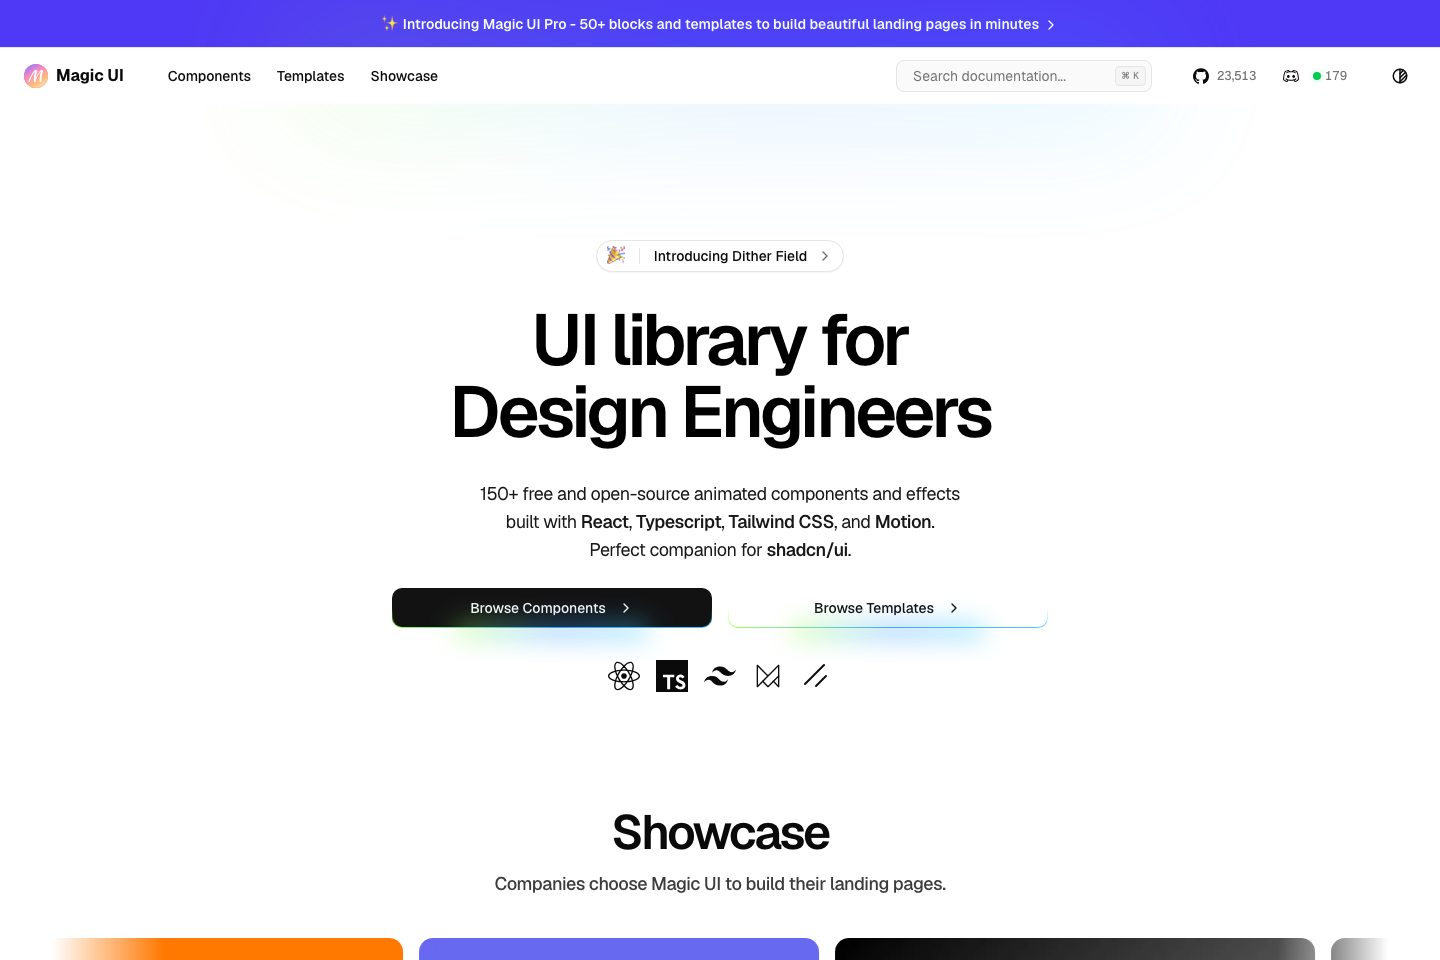 ✨ Introducing Magic UI Pro - 50+ blocks and templates to build beautiful landing pages in minutes
Magic UI
Components
Templates
Showcase
Search documentation...
⌘ K
23,513
179
🎉 Introducing Dither Field
UI library for
Design Engineers
150+ free and open-source animated components and effects
built with React, Typescript, Tailwind CSS, and Motion.
Perfect companion for shadcn/ui.
Browse Components
Browse Templates
TS
Showcase
Companies choose Magic UI to build their landing pages.